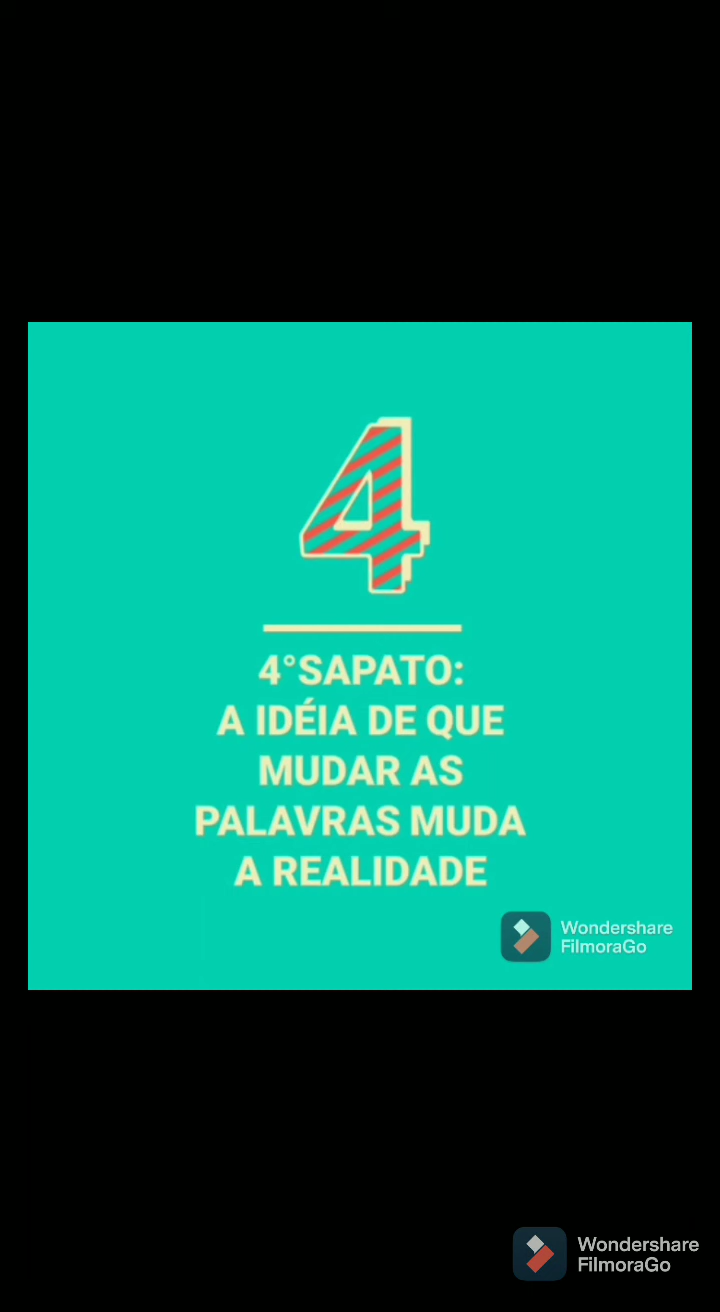 4
4°SAPATO:
A IDÉIA DE QUE
MUDAR AS
PALAVRAS MUDA
A REALIDADE
Wondershare
FilmoraGo
Wondershare
FilmoraGo